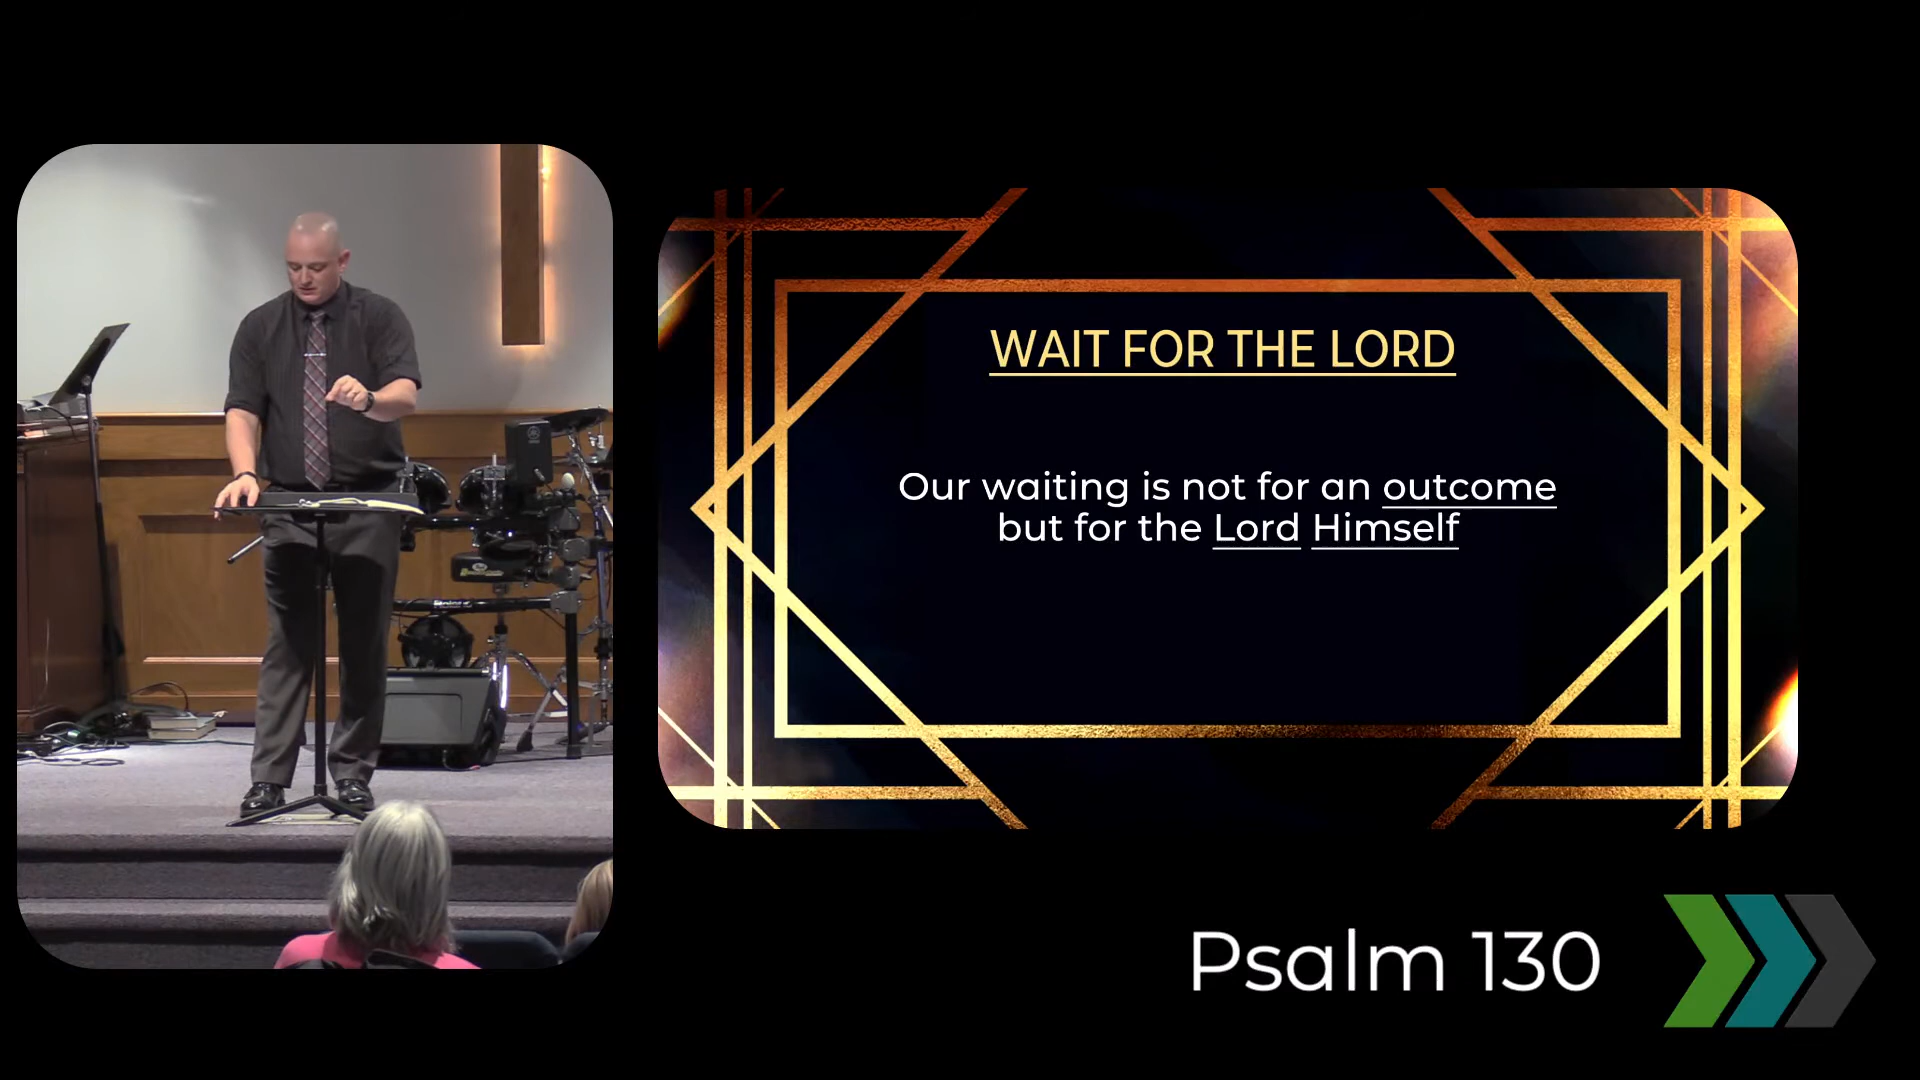 WAIT FOR THE LORD
Our waiting is not for an outcome
but for the Lord Himself
Psalm 130